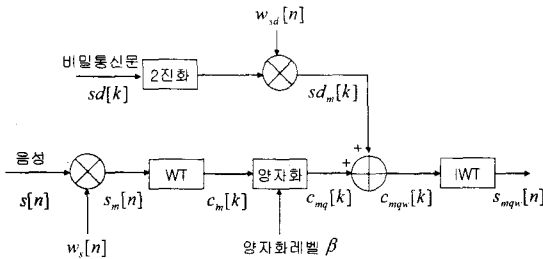 w_sd[n]
비밀통신문
sd[k]
2진화
sd_m[k]
음성
s[n]
s_m[n]
WT
c_m[k]
양자화
c_mq[k]
+
+
c_mqw[k]
IWT
s_mqw[n]
w_s[n]
양자화레벨 β